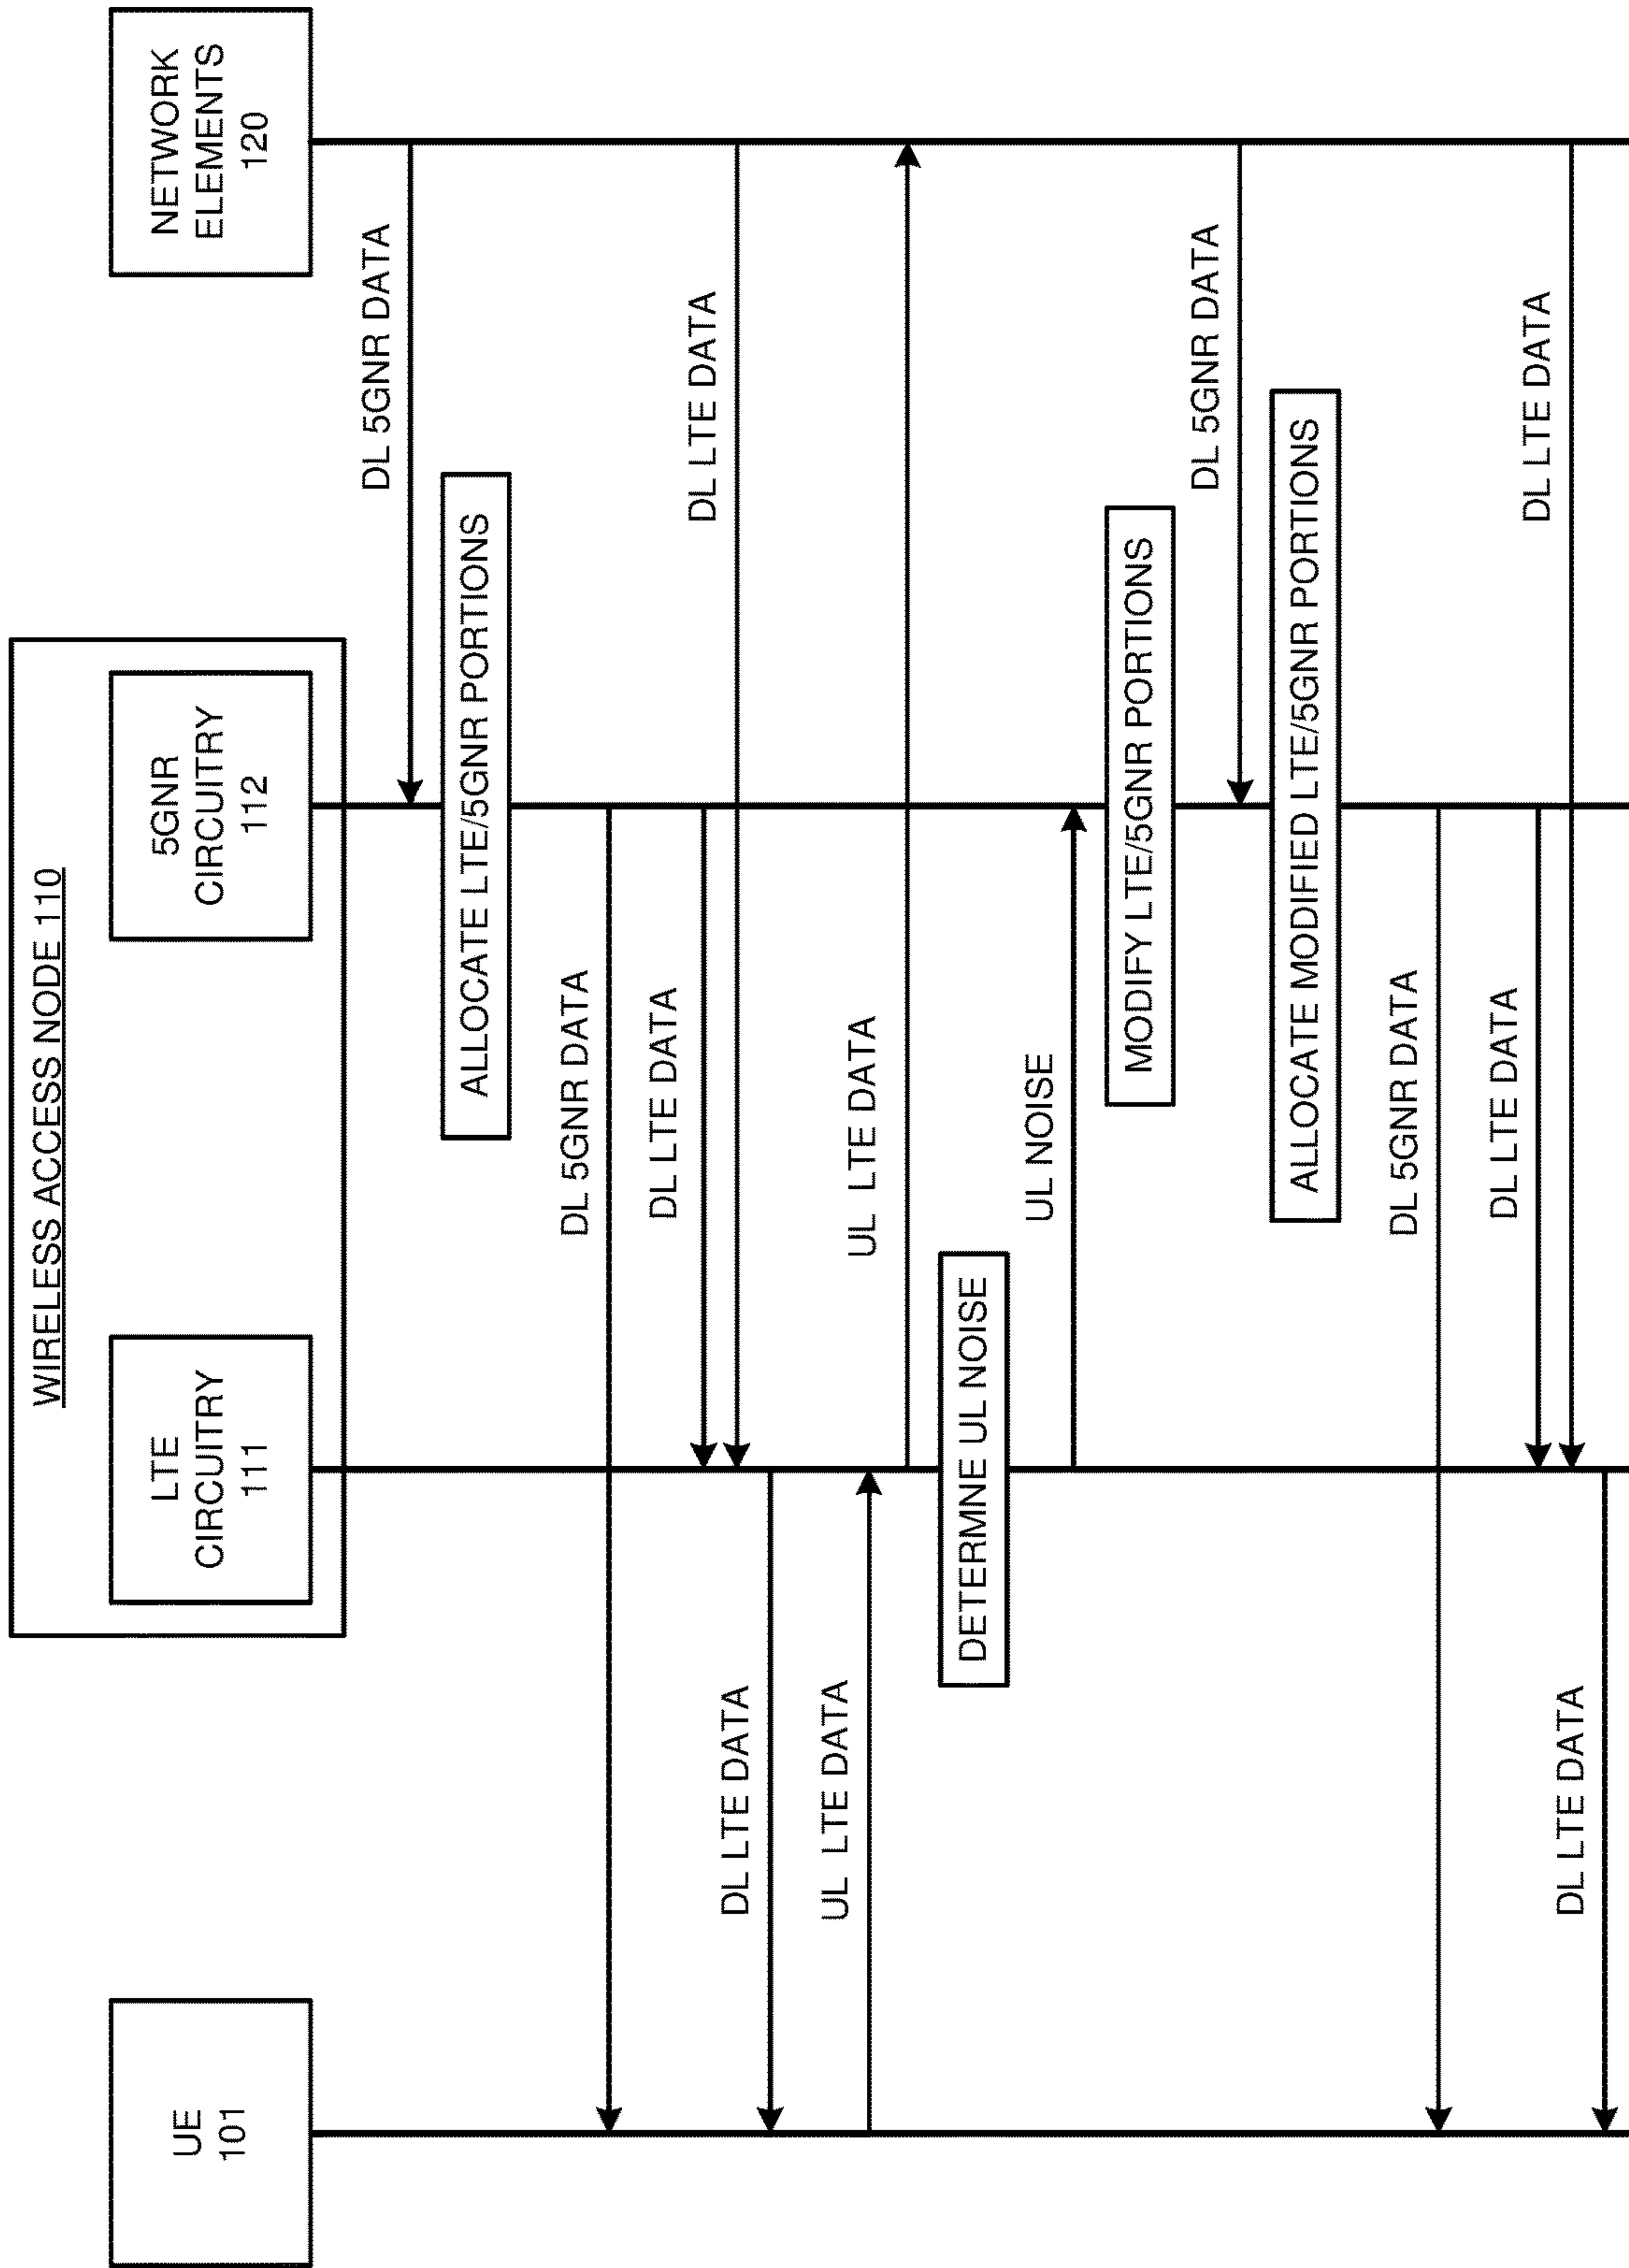 WIRELESS ACCESS NODE 110
UE
101
LTE
CIRCUITRY
111
5GNR
CIRCUITRY
112
NETWORK
ELEMENTS
120
DL 5GNR DATA
ALLOCATE LTE/5GNR PORTIONS
DL 5GNR DATA
DL LTE DATA
DL LTE DATA
DL LTE DATA
UL LTE DATA
UL LTE DATA
DETERMINE UL NOISE
UL NOISE
MODIFY LTE/5GNR PORTIONS
DL 5GNR DATA
ALLOCATE MODIFIED LTE/5GNR PORTIONS
DL 5GNR DATA
DL LTE DATA
DL LTE DATA
DL LTE DATA